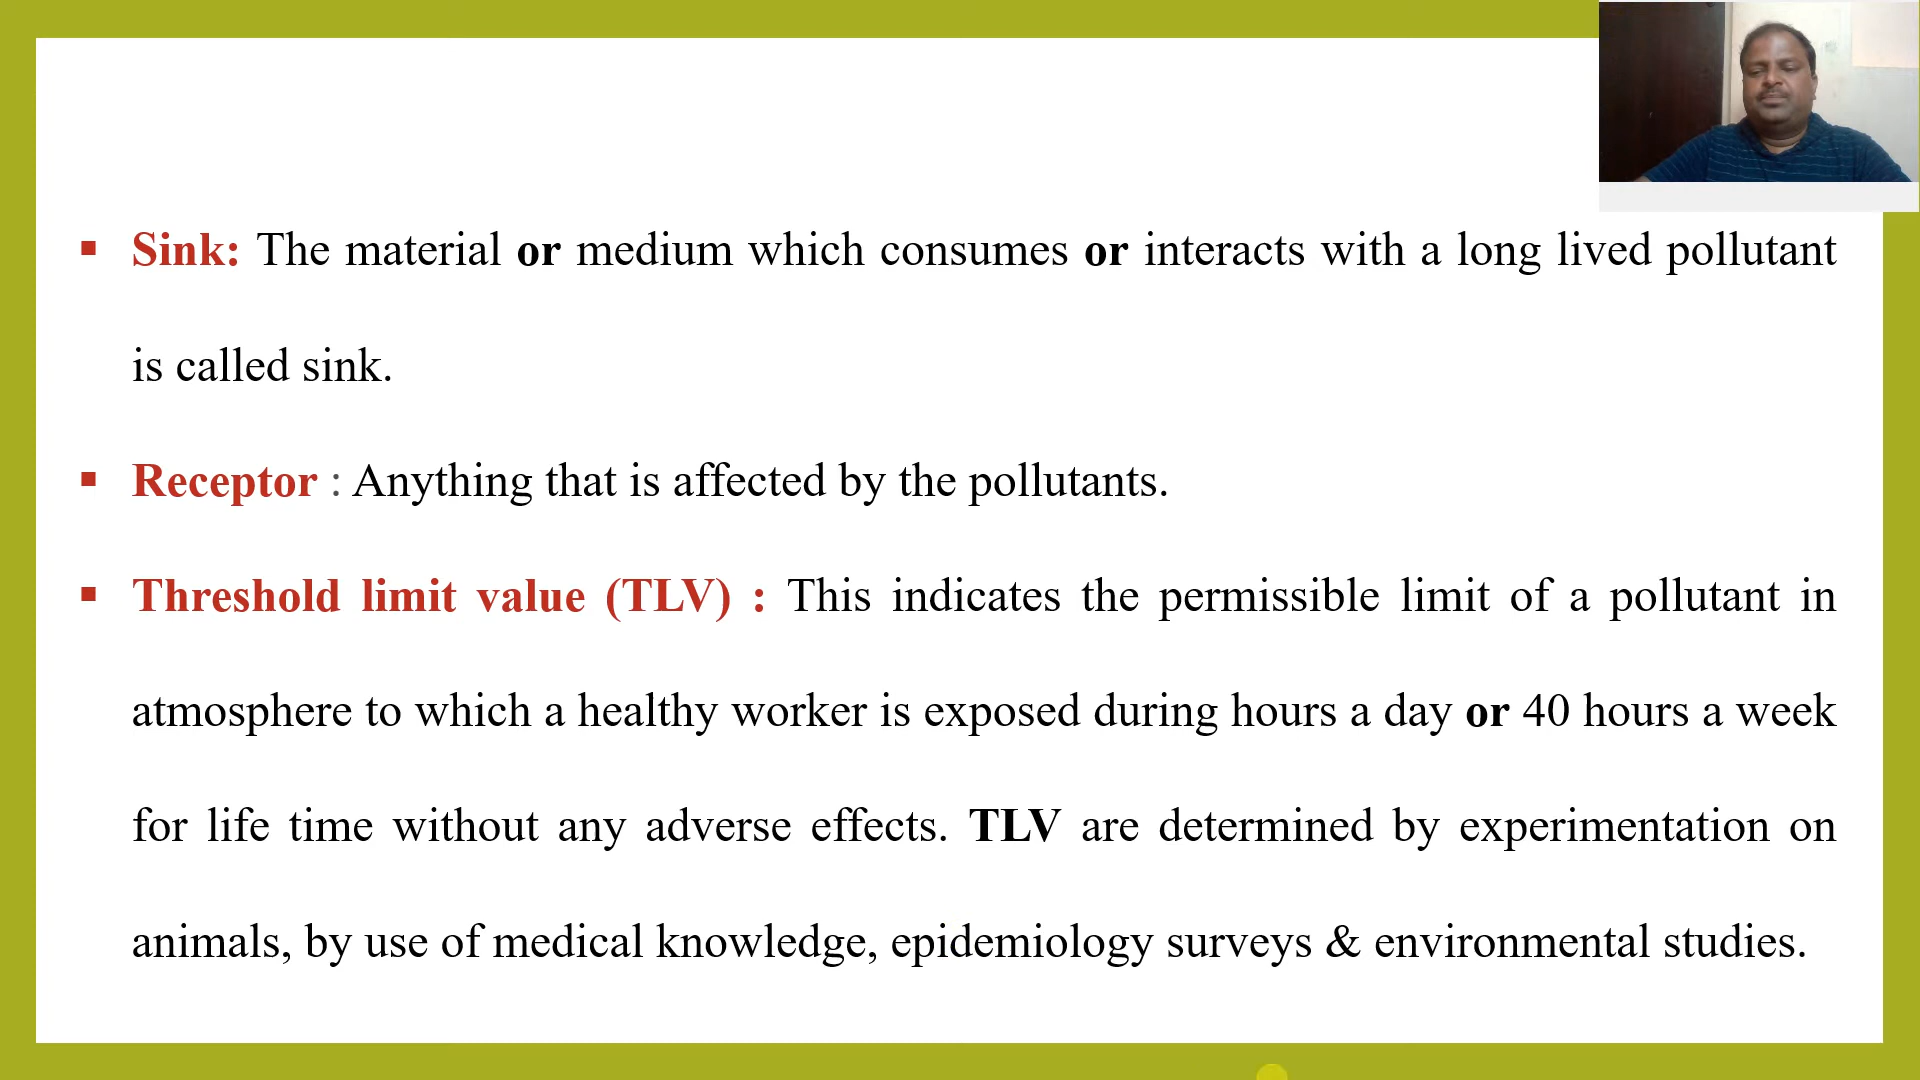 ▪ Sink: The material or medium which consumes or interacts with a long lived pollutant
is called sink.
▪ Receptor : Anything that is affected by the pollutants.
▪ Threshold limit value (TLV) : This indicates the permissible limit of a pollutant in
atmosphere to which a healthy worker is exposed during hours a day or 40 hours a week
for life time without any adverse effects. TLV are determined by experimentation on
animals, by use of medical knowledge, epidemiology surveys & environmental studies.